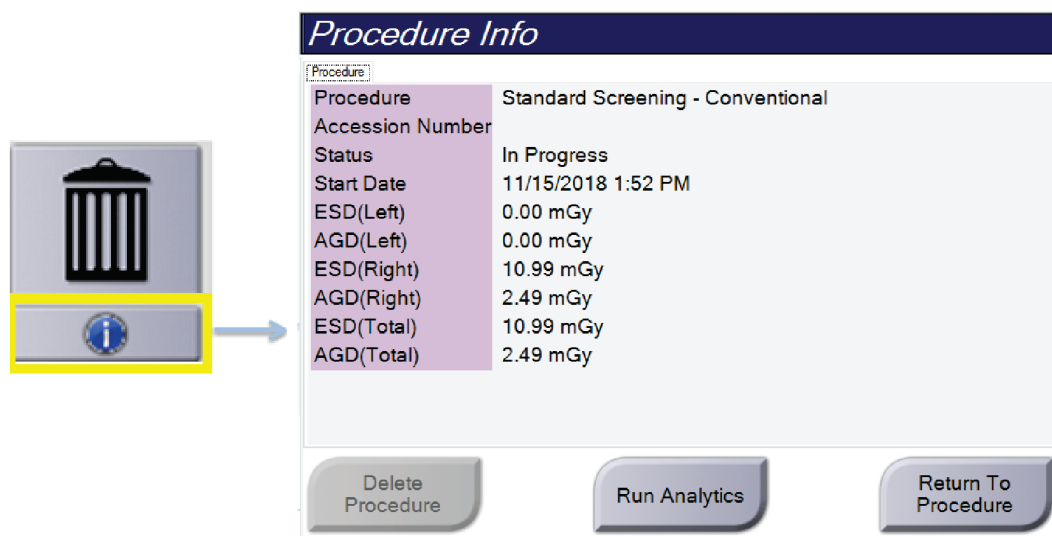 Procedure Info
Procedure
Procedure Standard Screening - Conventional
Accession Number
Status In Progress
Start Date 11/15/2018 1:52 PM
ESD(Left) 0.00 mGy
AGD(Left) 0.00 mGy
ESD(Right) 10.99 mGy
AGD(Right) 2.49 mGy
ESD(Total) 10.99 mGy
AGD(Total) 2.49 mGy
Delete
Procedure
Run Analytics
Return To
Procedure